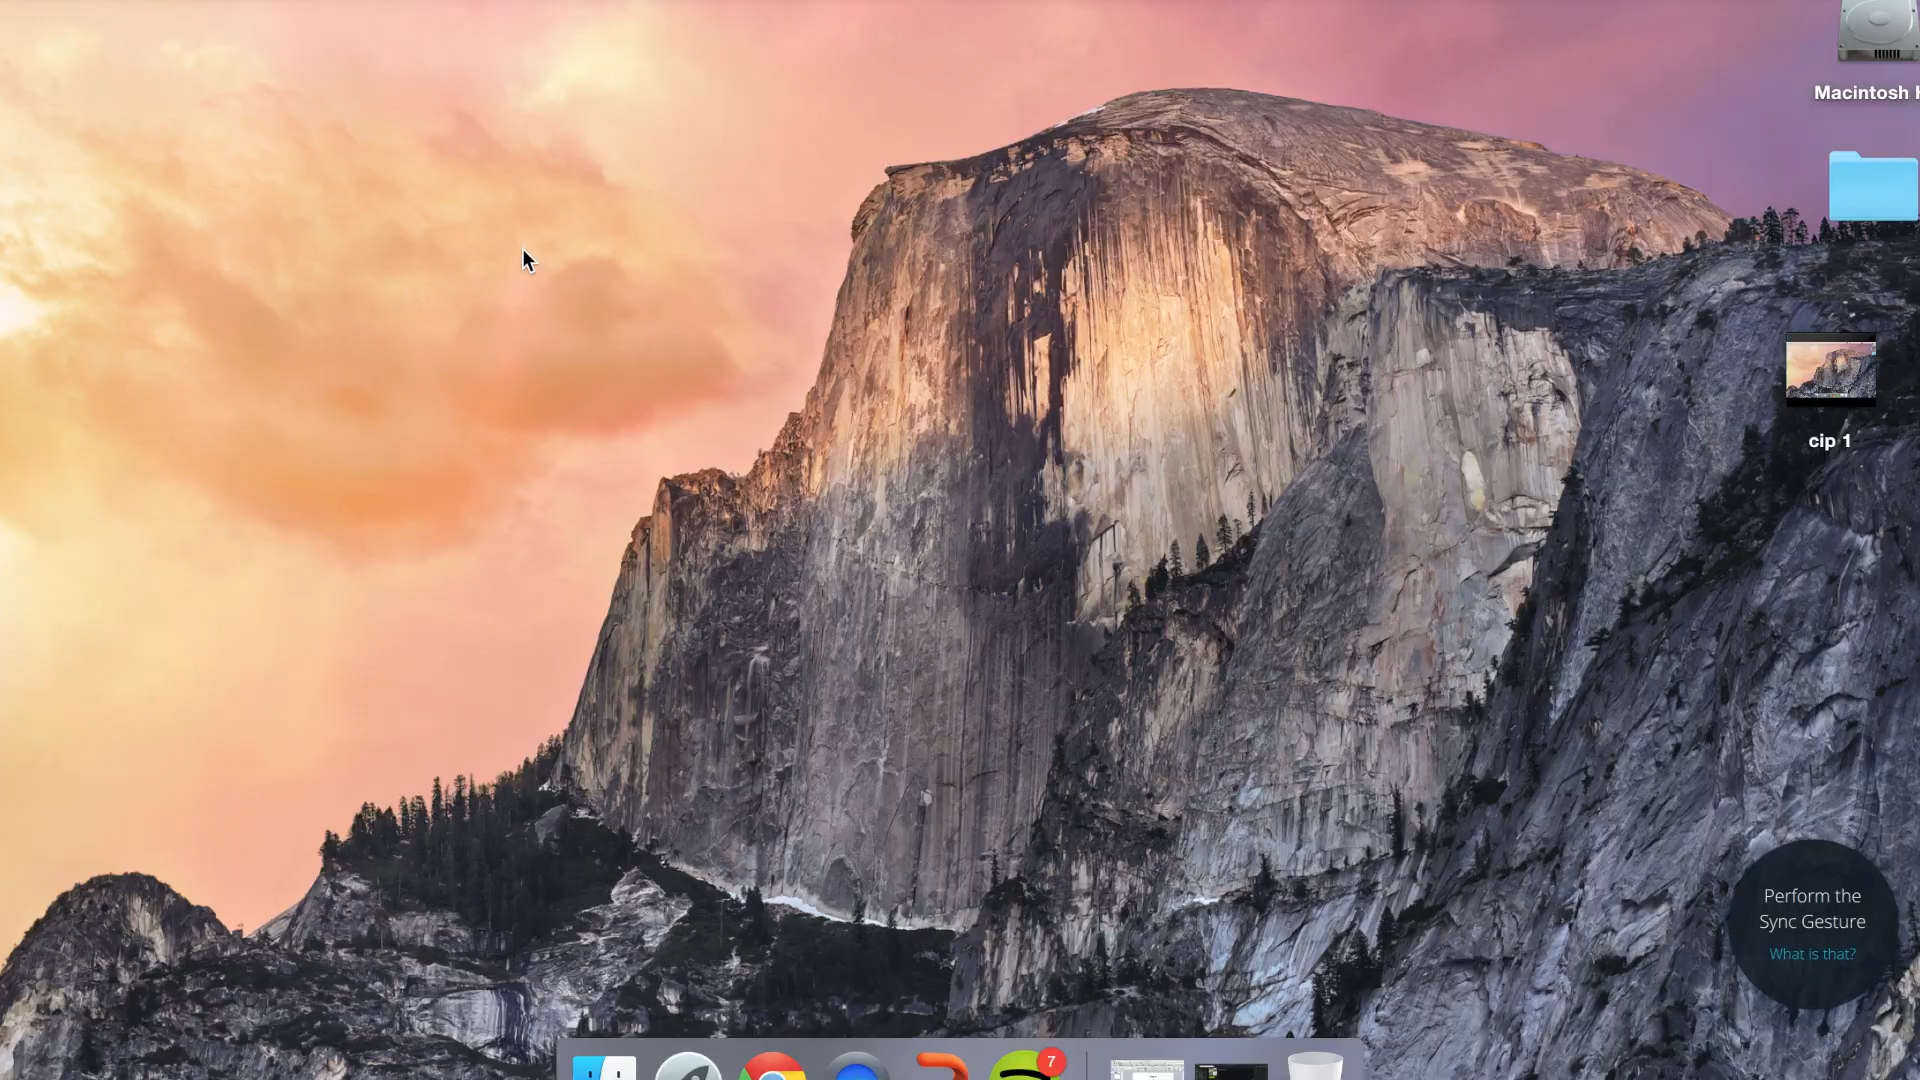 Macintosh H
cip 1
Perform the
Sync Gesture
What is that?
7